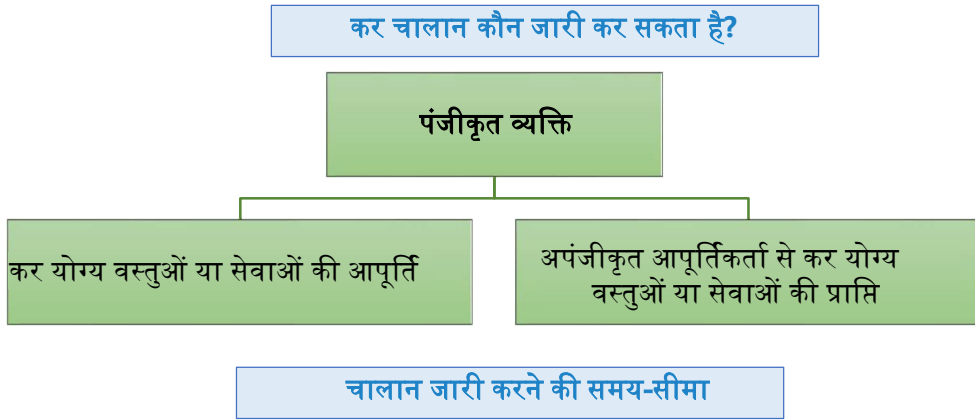 कर चालान कौन जारी कर सकता है?
पंजीकृत व्यक्ति
कर योग्य वस्तुओं या सेवाओं की आपूर्ति
अपंजीकृत आपूर्तिकर्ता से कर योग्य
वस्तुओं या सेवाओं की प्राप्ति
चालान जारी करने की समय-सीमा